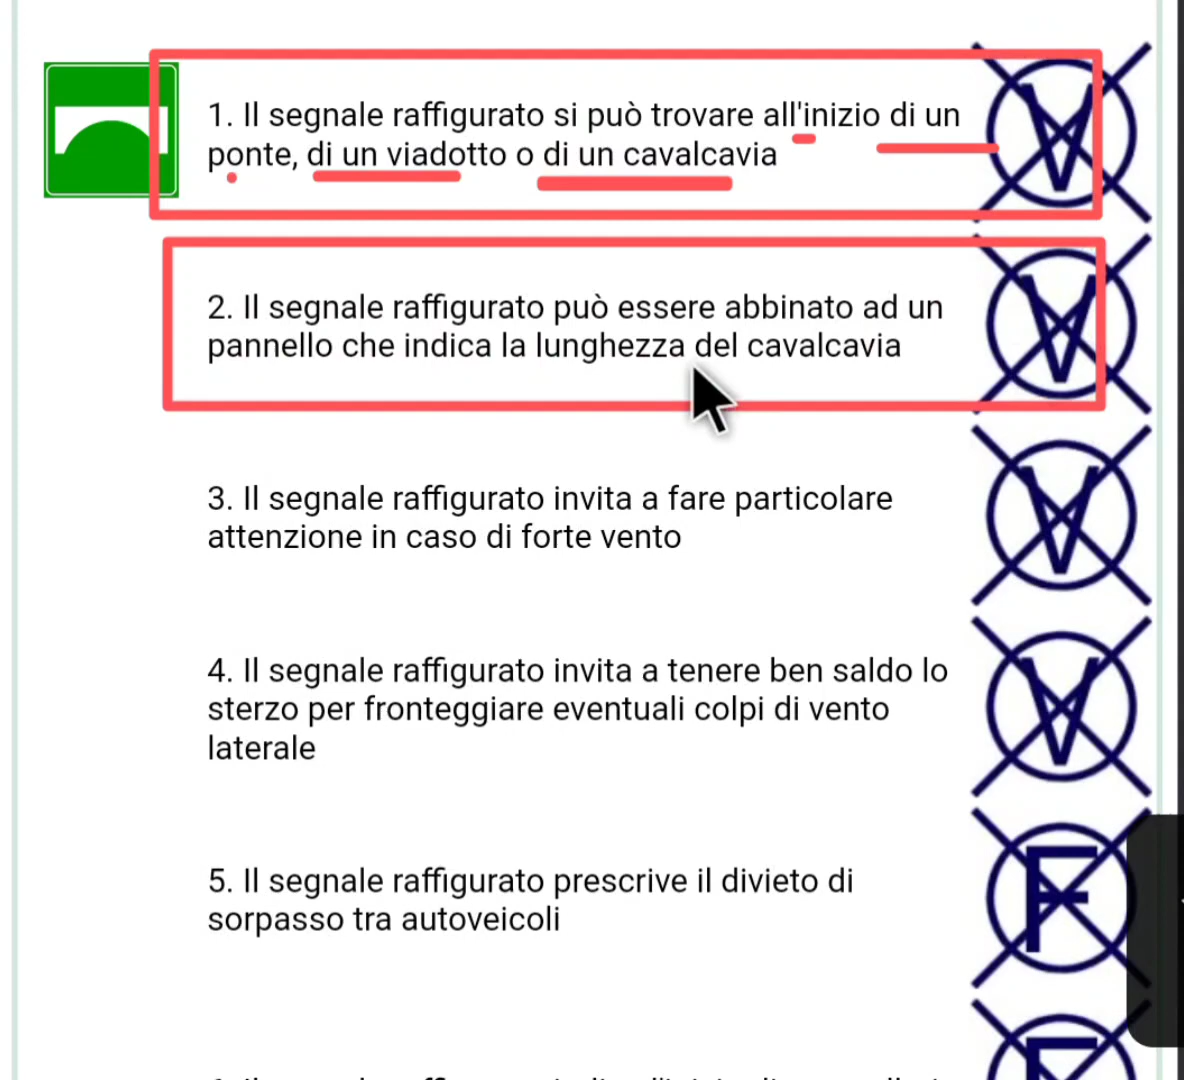 1. Il segnale raffigurato si può trovare all'inizio di un
ponte, di un viadotto o di un cavalcavia
V
2. Il segnale raffigurato può essere abbinato ad un
pannello che indica la lunghezza del cavalcavia
V
3. Il segnale raffigurato invita a fare particolare
attenzione in caso di forte vento
V
4. Il segnale raffigurato invita a tenere ben saldo lo
sterzo per fronteggiare eventuali colpi di vento
laterale
V
5. Il segnale raffigurato prescrive il divieto di
sorpasso tra autoveicoli
F
F